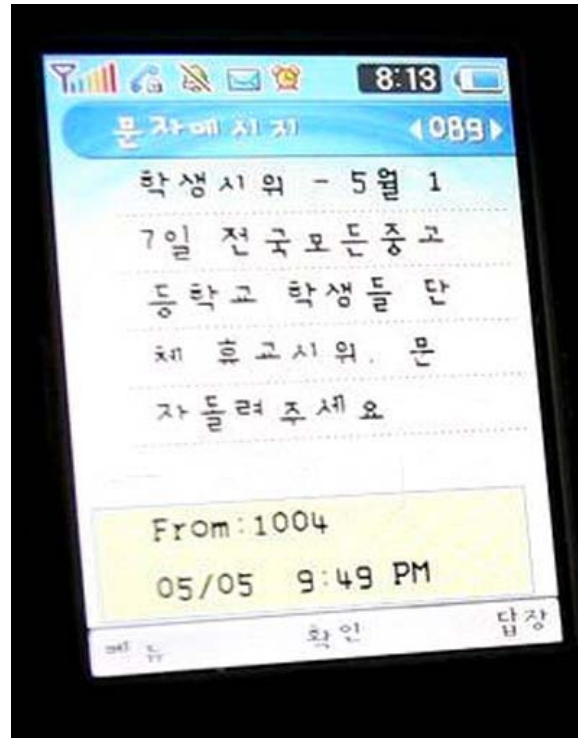 8:13
문자메시지 ◀089▶
학생시위 - 5월 1
7일 전국모든중고
등학교 학생들 단
체 휴교시위. 문
자돌려주세요
From:1004
05/05 9:49 PM
메뉴 확인 답장